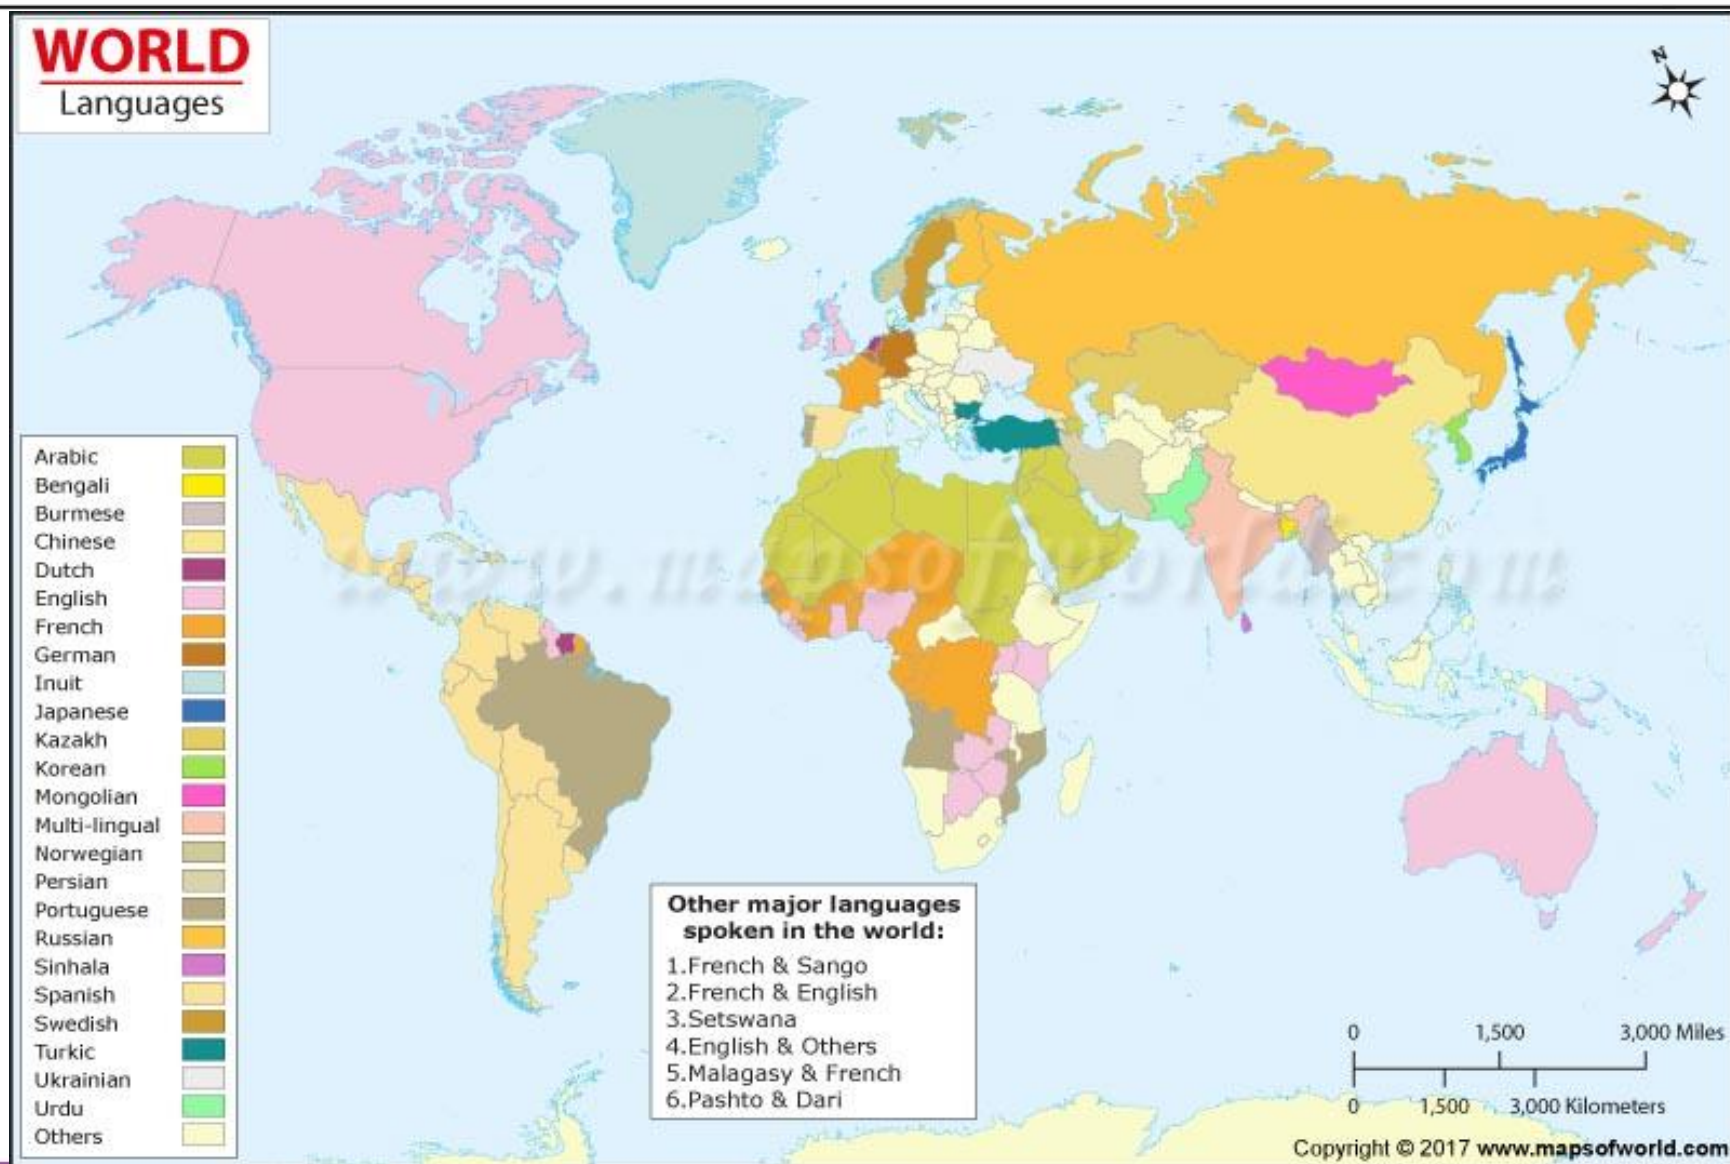 WORLD
Languages
N
Arabic
Bengali
Burmese
Chinese
Dutch
English
French
German
Inuit
Japanese
Kazakh
Korean
Mongolian
Multi-lingual
Norwegian
Persian
Portuguese
Russian
Sinhala
Spanish
Swedish
Turkic
Ukrainian
Urdu
Others
www.mapsofworld.com
Other major languages
spoken in the world:
1.French & Sango
2.French & English
3.Setswana
4.English & Others
5.Malagasy & French
6.Pashto & Dari
0 1,500 3,000 Miles
0 1,500 3,000 Kilometers
Copyright © 2017 www.mapsofworld.com